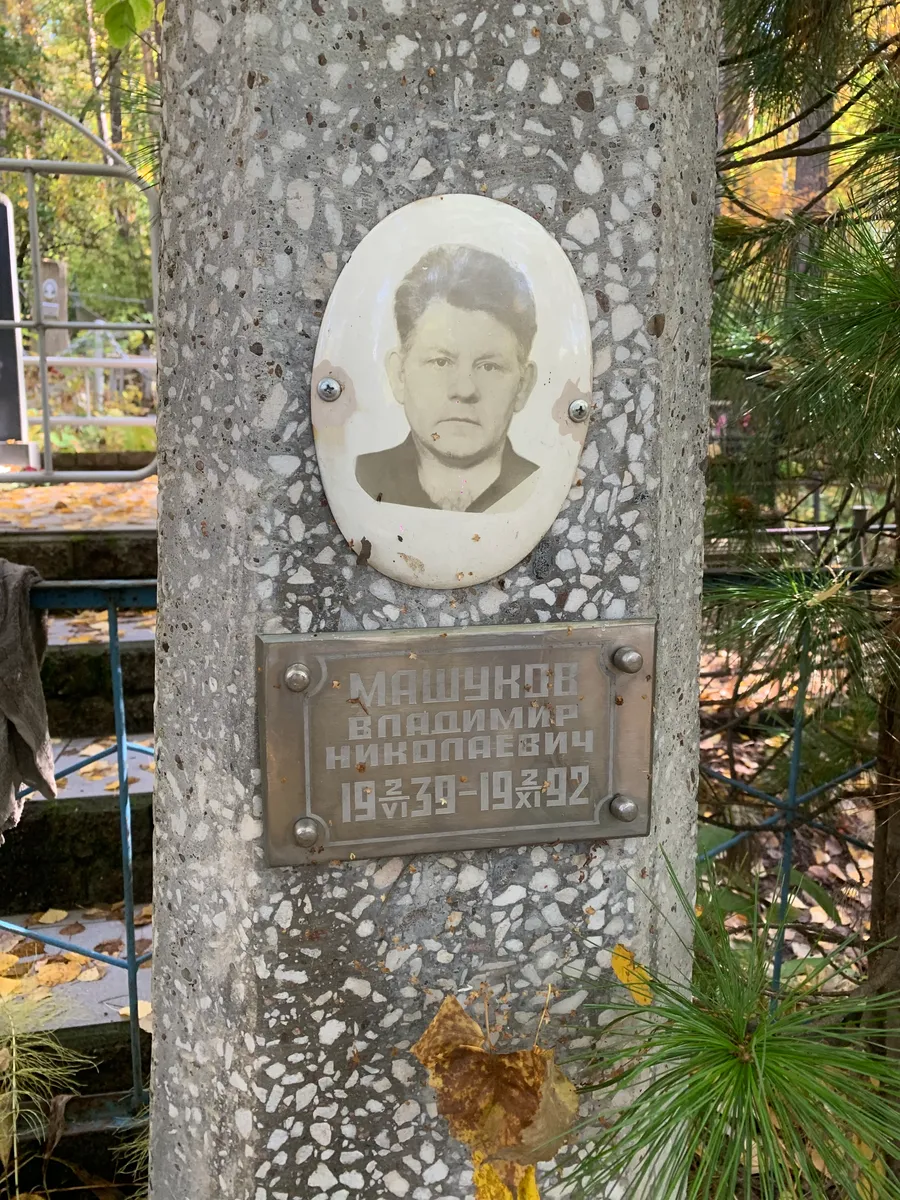 МАШУКОВ
ВЛАДИМИР
НИКОЛАЕВИЧ
19 2/VI 39-19 2/XI 92